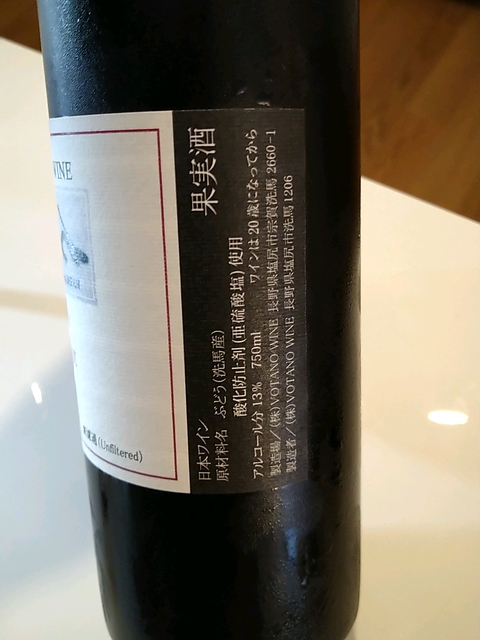 WINE
(Unfiltered)
果実酒
日本ワイン
原材料名 ぶどう(洗馬産)
酸化防止剤(亜硫酸塩)使用
アルコール分 13% 750ml ワインは20歳になってから
製造場/(株)VOTANO WINE 長野県塩尻市宗賀洗馬 2660-1
製造者/(株)VOTANO WINE 長野県塩尻市洗馬 1206